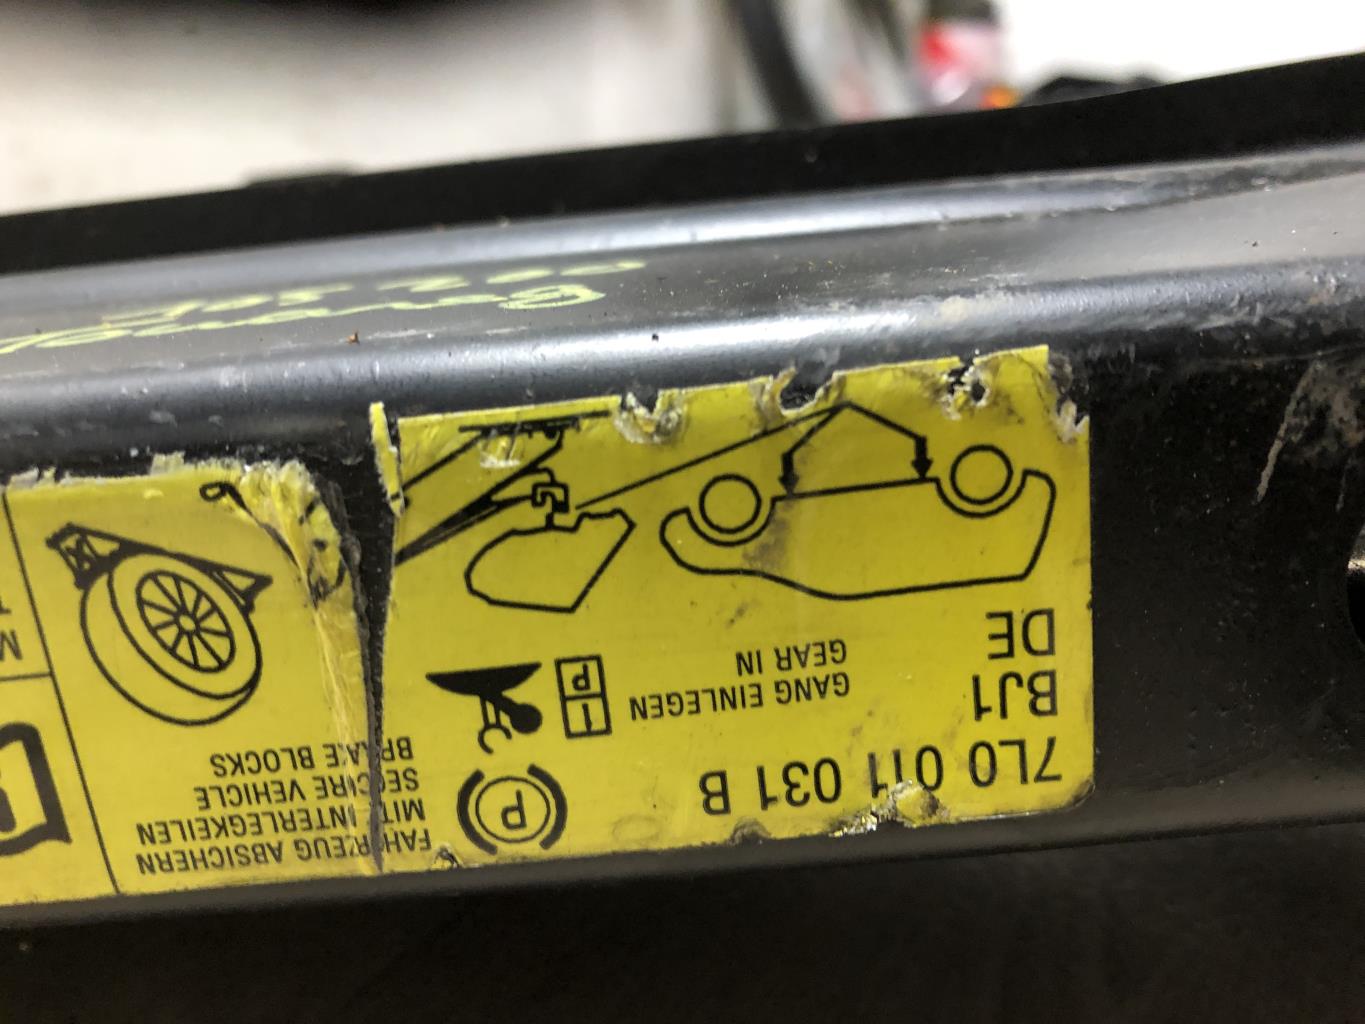 7L0 011 031 B
BJ1
DE
GANG EINLEGEN
GEAR IN
P
P
FAHRZEUG ABSICHERN
MIT UNTERLEGKEILEN
SECURE VEHICLE
BRAKE BLOCKS